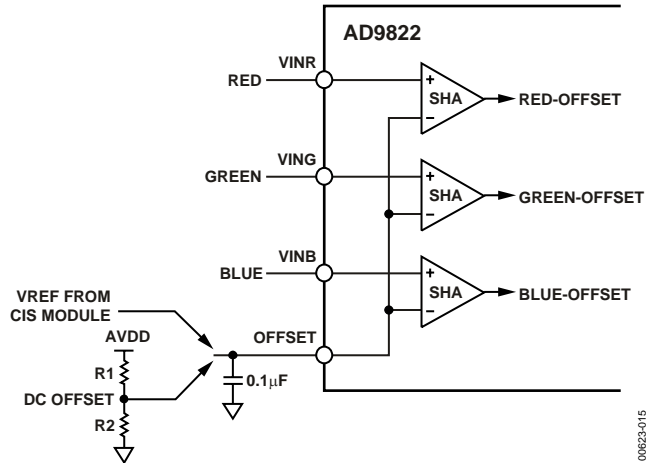 AD9822
VINR
RED
+
SHA
−
RED-OFFSET
VING
GREEN
+
SHA
−
GREEN-OFFSET
VINB
BLUE
+
SHA
−
BLUE-OFFSET
VREF FROM
CIS MODULE
AVDD
OFFSET
R1
0.1μF
DC OFFSET
R2
00623-015